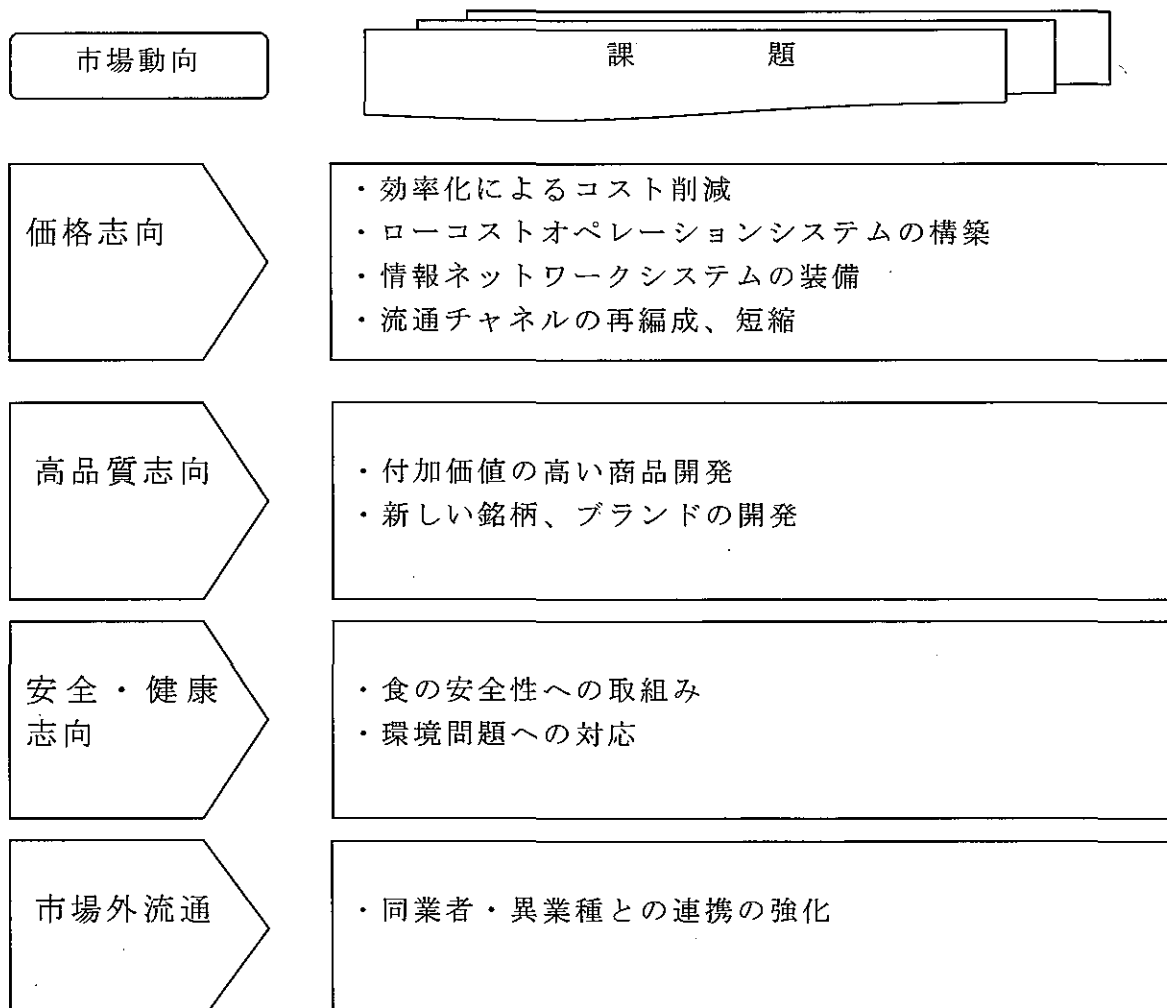 市場動向
課 題
価格志向
・効率化によるコスト削減
・ローコストオペレーションシステムの構築
・情報ネットワークシステムの装備
・流通チャネルの再編成、短縮
高品質志向
・付加価値の高い商品開発
・新しい銘柄、ブランドの開発
安全・健康
志向
・食の安全性への取組み
・環境問題への対応
市場外流通
・同業者・異業種との連携の強化